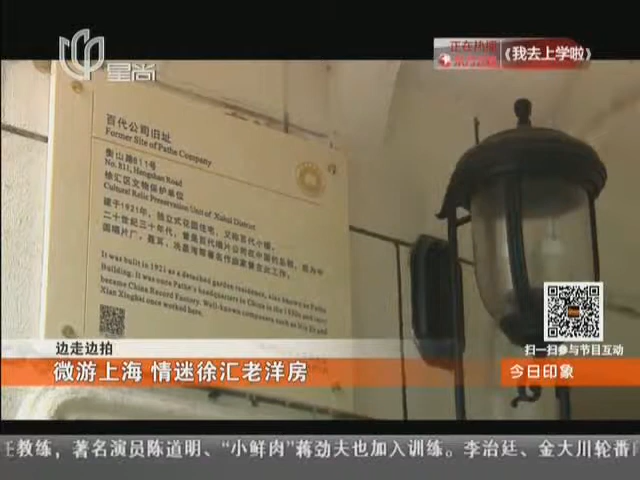 星尚
正在热播
《我去上学啦》
百代公司旧址
Former Site of Pathe Company
衡山路811号
No. 811, Hengshan Road
徐汇区文物保护单位
Cultural Relic Preservation Unit of Xuhui District
建于1921年，独立式花园住宅，又称百代小楼。
二十世纪三十年代，曾是百代唱片公司在中国的总部，后为中
国唱片厂。聂耳、冼星海等著名作曲家曾在此工作。
It was built in 1921 as a detached garden residence, also known as Pathe
Building. It was once Pathe's headquarters in China in the 1930s and later
became China Record Factory. Well-known composers such as Nie Er and
Xian Xinghai once worked here.
扫一扫参与节目互动
边走边拍
微游上海 情迷徐汇老洋房
今日印象
教练，著名演员陈道明、“小鲜肉”蒋劲夫也加入训练。李治廷、金大川轮番